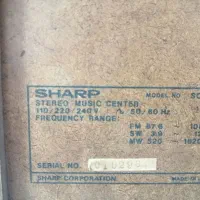 SHARP MODEL
STEREO MUSIC CENTER
110/220/240V 50/60 Hz
FREQUENCY RANGE:
FM 87.6
SW 3.9
MW 520
SERIAL NO.
SHARP CORPORATION